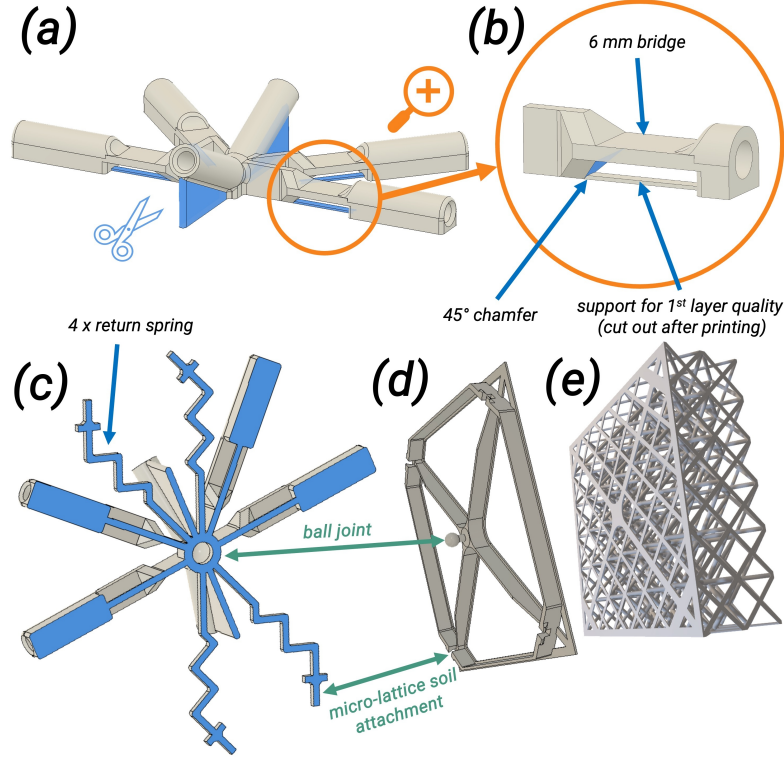 (a)
(b)
6 mm bridge
45° chamfer
support for 1st layer quality
(cut out after printing)
4 x return spring
(c)
(d)
(e)
ball joint
micro-lattice soil
attachment